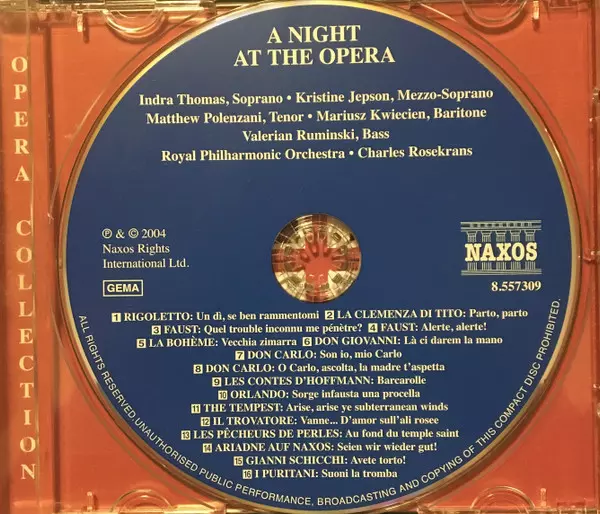 OPERA COLLECTION
A NIGHT
AT THE OPERA
Indra Thomas, Soprano • Kristine Jepson, Mezzo-Soprano
Matthew Polenzani, Tenor • Mariusz Kwiecien, Baritone
Valerian Ruminski, Bass
Royal Philharmonic Orchestra • Charles Rosekrans
℗ & © 2004
Naxos Rights
International Ltd.
GEMA
NAXOS
8.557309
1 RIGOLETTO: Un dì, se ben rammentomi 2 LA CLEMENZA DI TITO: Parto, parto
3 FAUST: Quel trouble inconnu me pénètre? 4 FAUST: Alerte, alerte!
5 LA BOHÈME: Vecchia zimarra 6 DON GIOVANNI: Là ci darem la mano
7 DON CARLO: Son io, mio Carlo
8 DON CARLO: O Carlo, ascolta, la madre t'aspetta
9 LES CONTES D'HOFFMANN: Barcarolle
10 ORLANDO: Sorge infausta una procella
11 THE TEMPEST: Arise, arise ye subterranean winds
12 IL TROVATORE: Vanne... D'amor sull'ali rosee
13 LES PÊCHEURS DE PERLES: Au fond du temple saint
14 ARIADNE AUF NAXOS: Seien wir wieder gut!
15 GIANNI SCHICCHI: Avete torto!
16 I PURITANI: Suoni la tromba
ALL RIGHTS RESERVED. UNAUTHORISED PUBLIC PERFORMANCE, BROADCASTING AND COPYING OF THIS COMPACT DISC PROHIBITED.